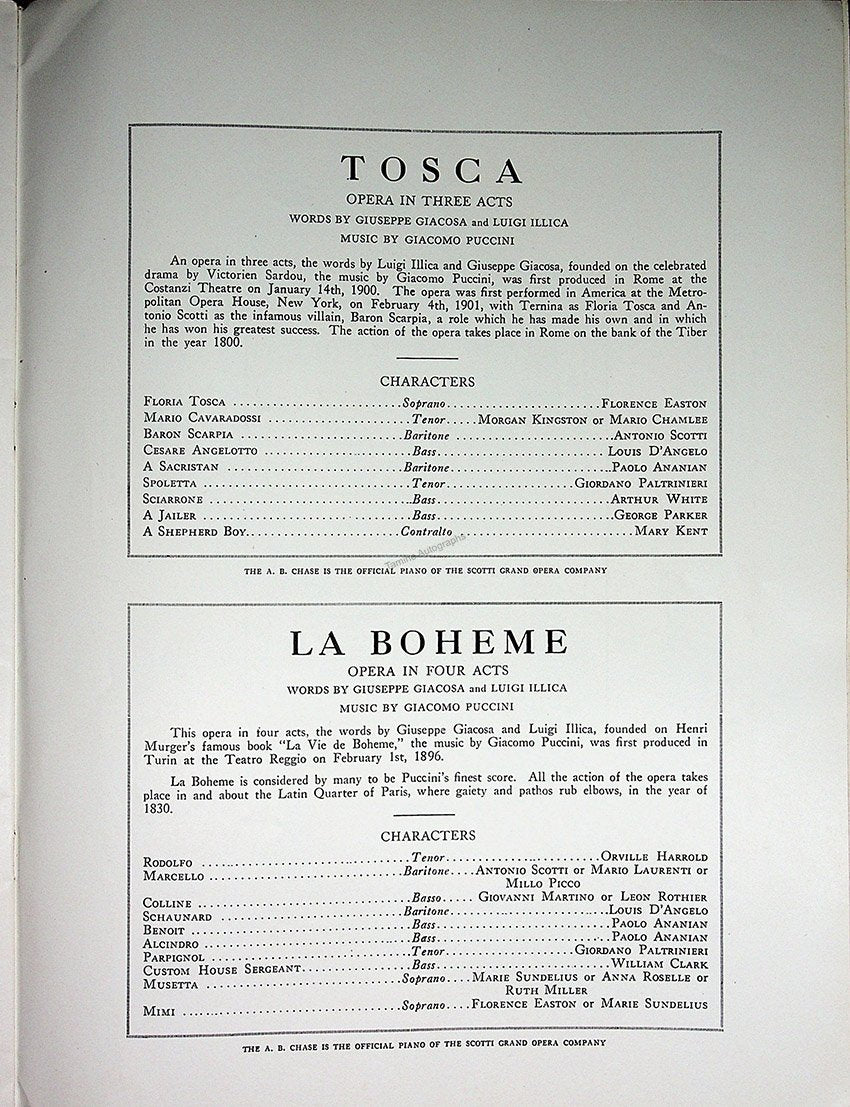 TOSCA
OPERA IN THREE ACTS
WORDS BY GIUSEPPE GIACOSA and LUIGI ILLICA
MUSIC BY GIACOMO PUCCINI
An opera in three acts, the words by Luigi Illica and Giuseppe Giacosa, founded on the celebrated
drama by Victorien Sardou, the music by Giacomo Puccini, was first produced in Rome at the
Costanzi Theatre on January 14th, 1900. The opera was first performed in America at the Metro-
politan Opera House, New York, on February 4th, 1901, with Ternina as Floria Tosca and An-
tonio Scotti as the infamous villain, Baron Scarpia, a role which he has made his own and in which
he has won his greatest success. The action of the opera takes place in Rome on the bank of the Tiber
in the year 1800.
CHARACTERS
FLORIA TOSCA ........................Soprano......................FLORENCE EASTON
MARIO CAVARADOSSI ....................Tenor.....MORGAN KINGSTON or MARIO CHAMLEE
BARON SCARPIA .......................Baritone .......................ANTONIO SCOTTI
CESARE ANGELOTTO .....................Bass........................ LOUIS D'ANGELO
A SACRISTAN .........................Baritone.......................PAOLO ANANIAN
SPOLETTA ..............................Tenor..................GIORDANO PALTRINIERI
SCIARRONE .............................Bass.........................ARTHUR WHITE
A JAILER ..............................Bass.........................GEORGE PARKER
A SHEPHERD BOY......................Contralto .........................MARY KENT
Tamino Autographs
THE A. B. CHASE IS THE OFFICIAL PIANO OF THE SCOTTI GRAND OPERA COMPANY
LA BOHEME
OPERA IN FOUR ACTS
WORDS BY GIUSEPPE GIACOSA and LUIGI ILLICA
MUSIC BY GIACOMO PUCCINI
This opera in four acts, the words by Giuseppe Giacosa and Luigi Illica, founded on Henri
Murger's famous book "La Vie de Boheme," the music by Giacomo Puccini, was first produced in
Turin at the Teatro Reggio on February 1st, 1896.
La Boheme is considered by many to be Puccini's finest score. All the action of the opera takes
place in and about the Latin Quarter of Paris, where gaiety and pathos rub elbows, in the year of
1830.
CHARACTERS
RODOLFO ..............................Tenor......................ORVILLE HARROLD
MARCELLO ............................Baritone....ANTONIO SCOTTI or MARIO LAURENTI or
MILLO PICCO
COLLINE ...............................Basso..... GIOVANNI MARTINO or LEON ROTHIER
SCHAUNARD ..........................Baritone.......................LOUIS D'ANGELO
BENOIT ................................Bass.........................PAOLO ANANIAN
ALCINDRO ..............................Bass.........................PAOLO ANANIAN
PARPIGNOL .............................Tenor..................GIORDANO PALTRINIERI
CUSTOM HOUSE SERGEANT................Bass.........................WILLIAM CLARK
MUSETTA ............................Soprano....MARIE SUNDELIUS or ANNA ROSELLE or
RUTH MILLER
MIMI ...............................Soprano....FLORENCE EASTON or MARIE SUNDELIUS
THE A. B. CHASE IS THE OFFICIAL PIANO OF THE SCOTTI GRAND OPERA COMPANY